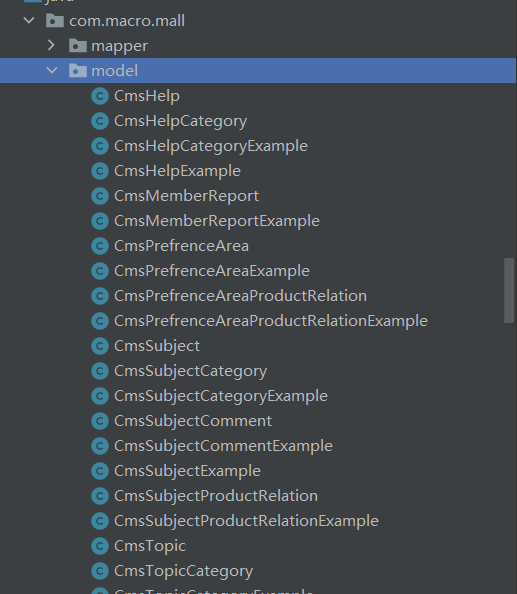 java
com.macro.mall
mapper
model
CmsHelp
CmsHelpCategory
CmsHelpCategoryExample
CmsHelpExample
CmsMemberReport
CmsMemberReportExample
CmsPrefrenceArea
CmsPrefrenceAreaExample
CmsPrefrenceAreaProductRelation
CmsPrefrenceAreaProductRelationExample
CmsSubject
CmsSubjectCategory
CmsSubjectCategoryExample
CmsSubjectComment
CmsSubjectCommentExample
CmsSubjectExample
CmsSubjectProductRelation
CmsSubjectProductRelationExample
CmsTopic
CmsTopicCategory
CmsTopicCategoryExample